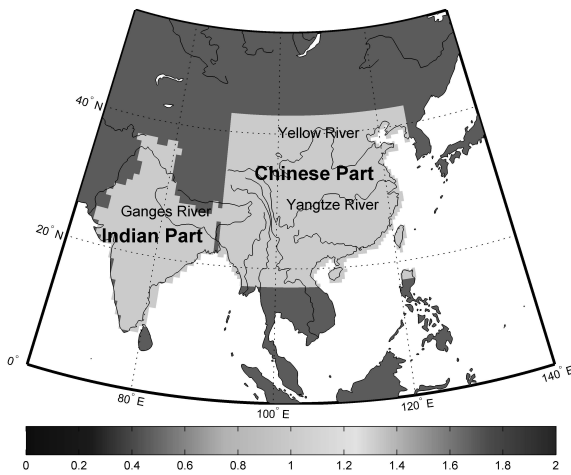 40° N
Yellow River
Chinese Part
Yangtze River
Ganges River
20° N
Indian Part
0°
80° E
100° E
120° E
140° E
0 0.2 0.4 0.6 0.8 1 1.2 1.4 1.6 1.8 2